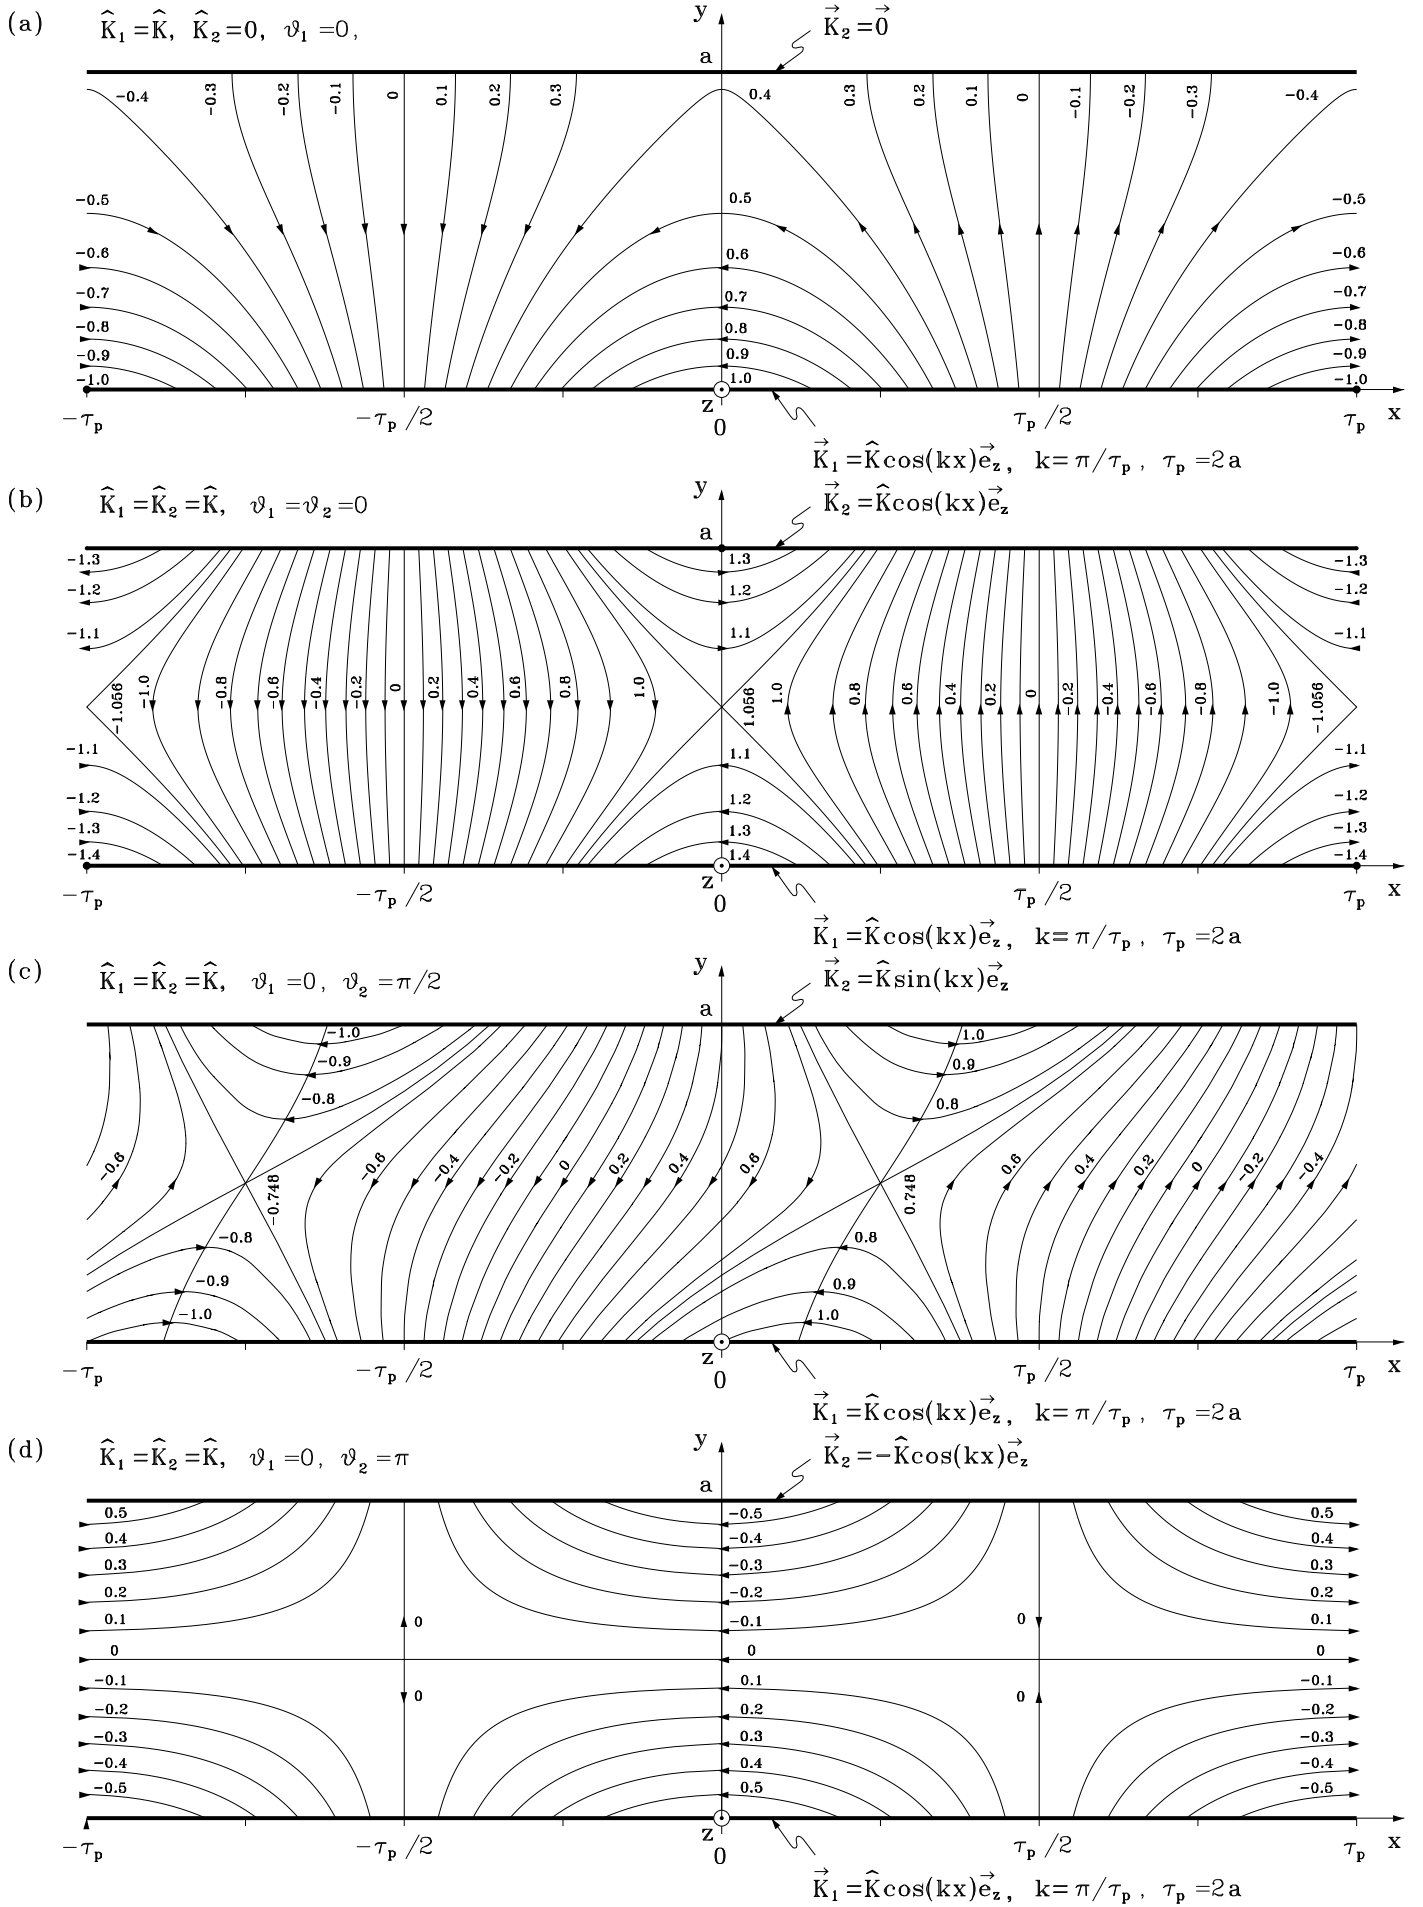 (a) K̂₁=K̂, K̂₂=0, ϑ₁=0, y K⃗₂=0⃗
a
−0.4 −0.3 −0.2 −0.1 0 0.1 0.2 0.3 0.4 0.3 0.2 0.1 0 −0.1 −0.2 −0.3 −0.4
−0.5 0.5 −0.5
−0.6 0.6 −0.6
−0.7 0.7 −0.7
−0.8 0.8 −0.8
−0.9 0.9 −0.9
−1.0 1.0 −1.0
−τₚ −τₚ/2 z 0 τₚ/2 τₚ x
K⃗₁=K̂cos(kx)e⃗_z, k=π/τₚ, τₚ=2a
(b) K̂₁=K̂₂=K̂, ϑ₁=ϑ₂=0 y K⃗₂=K̂cos(kx)e⃗_z
a
−1.3 1.3 −1.3
−1.2 1.2 −1.2
−1.1 1.1 −1.1
−1.056 −1.0 −0.8 −0.6 −0.4 −0.2 0 0.2 0.4 0.6 0.8 1.0 1.056 1.0 0.8 0.6 0.4 0.2 0 −0.2 −0.4 −0.6 −0.8 −1.0 −1.056
−1.1 1.1 −1.1
−1.2 1.2 −1.2
−1.3 1.3 −1.3
−1.4 1.4 −1.4
−τₚ −τₚ/2 z 0 τₚ/2 τₚ x
K⃗₁=K̂cos(kx)e⃗_z, k=π/τₚ, τₚ=2a
(c) K̂₁=K̂₂=K̂, ϑ₁=0, ϑ₂=π/2 y K⃗₂=K̂sin(kx)e⃗_z
a
−1.0 1.0
−0.9 0.9
−0.8 0.8
−0.6 −0.748 −0.6 −0.4 −0.2 0 0.2 0.4 0.6 0.748 0.6 0.4 0.2 0 −0.2 −0.4
−0.8 0.8
−0.9 0.9
−1.0 1.0
−τₚ −τₚ/2 z 0 τₚ/2 τₚ x
K⃗₁=K̂cos(kx)e⃗_z, k=π/τₚ, τₚ=2a
(d) K̂₁=K̂₂=K̂, ϑ₁=0, ϑ₂=π y K⃗₂=−K̂cos(kx)e⃗_z
a
0.5 −0.5 0.5
0.4 −0.4 0.4
0.3 −0.3 0.3
0.2 −0.2 0.2
0.1 0 −0.1 0 0.1
0 0 0
−0.1 0 0.1 0 −0.1
−0.2 0.2 −0.2
−0.3 0.3 −0.3
−0.4 0.4 −0.4
−0.5 0.5 −0.5
−τₚ −τₚ/2 z 0 τₚ/2 τₚ x
K⃗₁=K̂cos(kx)e⃗_z, k=π/τₚ, τₚ=2a